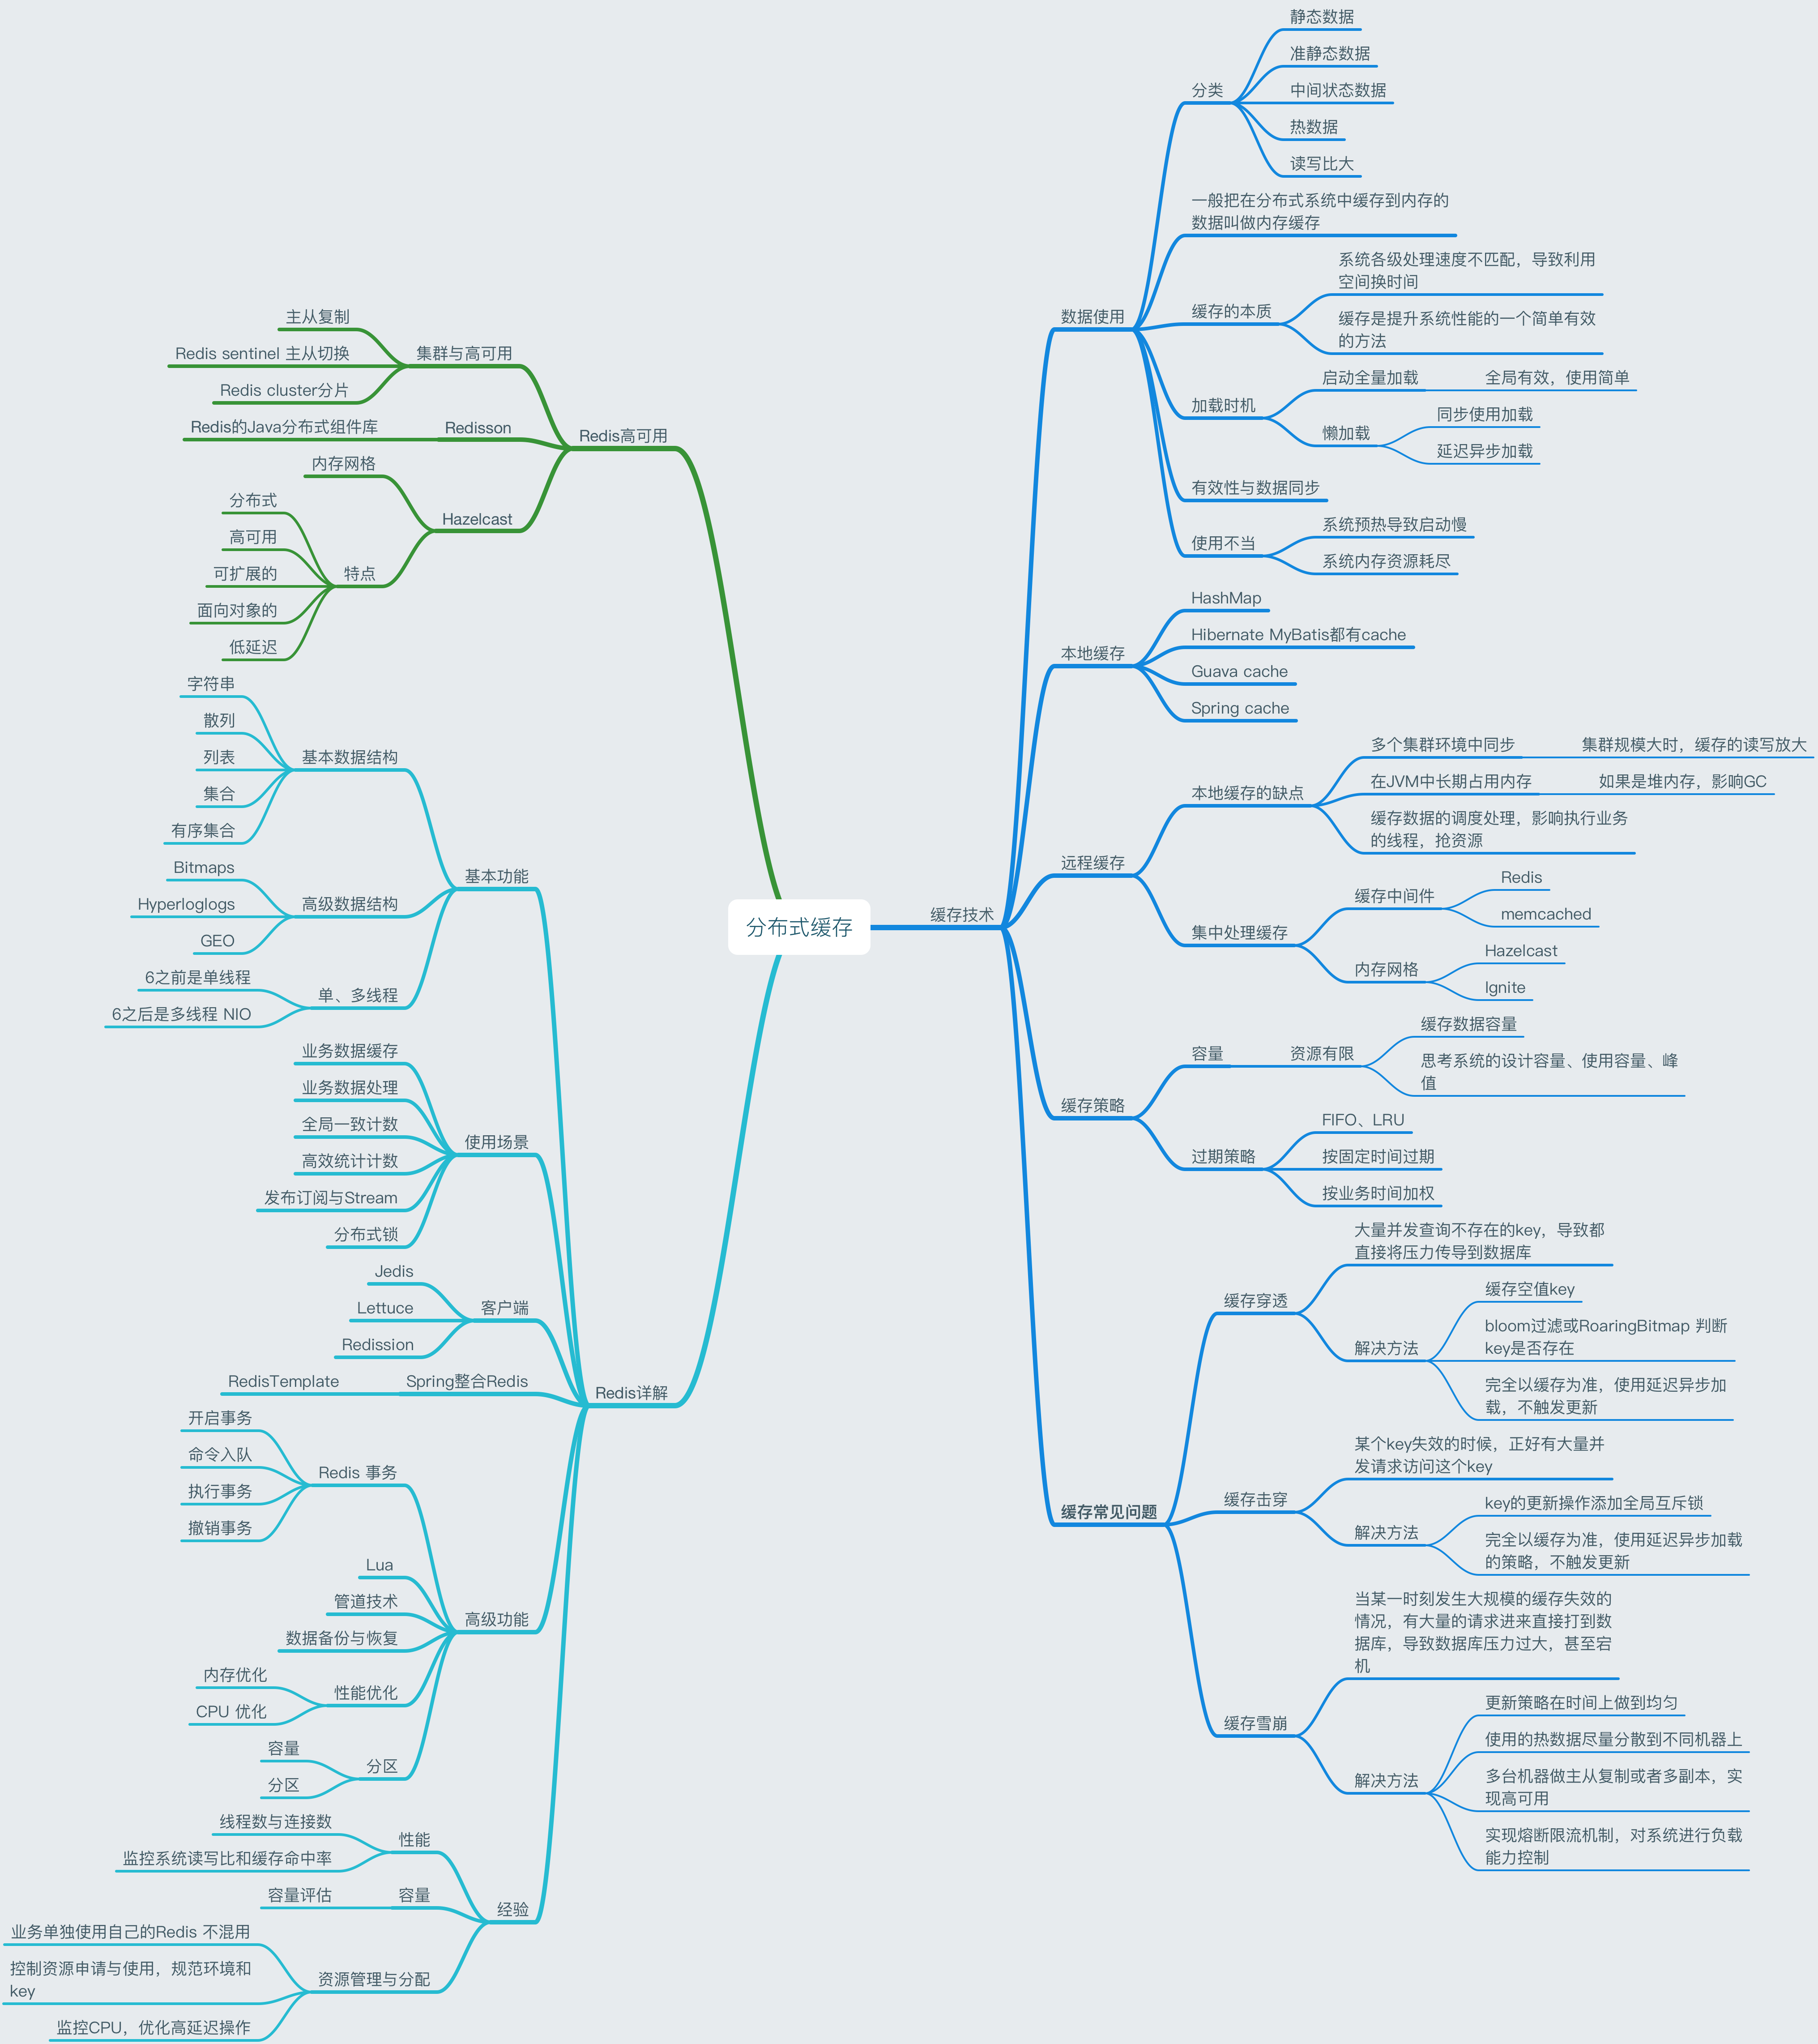 分布式缓存
缓存技术
数据使用
分类
静态数据
准静态数据
中间状态数据
热数据
读写比大
一般把在分布式系统中缓存到内存的
数据叫做内存缓存
缓存的本质
系统各级处理速度不匹配，导致利用
空间换时间
缓存是提升系统性能的一个简单有效
的方法
加载时机
启动全量加载
全局有效，使用简单
懒加载
同步使用加载
延迟异步加载
有效性与数据同步
使用不当
系统预热导致启动慢
系统内存资源耗尽
本地缓存
HashMap
Hibernate MyBatis都有cache
Guava cache
Spring cache
远程缓存
本地缓存的缺点
多个集群环境中同步
集群规模大时，缓存的读写放大
在JVM中长期占用内存
如果是堆内存，影响GC
缓存数据的调度处理，影响执行业务
的线程，抢资源
集中处理缓存
缓存中间件
Redis
memcached
内存网格
Hazelcast
Ignite
缓存策略
容量
资源有限
缓存数据容量
思考系统的设计容量、使用容量、峰
值
过期策略
FIFO、LRU
按固定时间过期
按业务时间加权
缓存常见问题
缓存穿透
大量并发查询不存在的key，导致都
直接将压力传导到数据库
解决方法
缓存空值key
bloom过滤或RoaringBitmap 判断
key是否存在
完全以缓存为准，使用延迟异步加
载，不触发更新
缓存击穿
某个key失效的时候，正好有大量并
发请求访问这个key
解决方法
key的更新操作添加全局互斥锁
完全以缓存为准，使用延迟异步加载
的策略，不触发更新
缓存雪崩
当某一时刻发生大规模的缓存失效的
情况，有大量的请求进来直接打到数
据库，导致数据库压力过大，甚至宕
机
解决方法
更新策略在时间上做到均匀
使用的热数据尽量分散到不同机器上
多台机器做主从复制或者多副本，实
现高可用
实现熔断限流机制，对系统进行负载
能力控制
Redis高可用
集群与高可用
主从复制
Redis sentinel 主从切换
Redis cluster分片
Redisson
Redis的Java分布式组件库
Hazelcast
内存网格
特点
分布式
高可用
可扩展的
面向对象的
低延迟
Redis详解
基本功能
基本数据结构
字符串
散列
列表
集合
有序集合
高级数据结构
Bitmaps
Hyperloglogs
GEO
单、多线程
6之前是单线程
6之后是多线程 NIO
使用场景
业务数据缓存
业务数据处理
全局一致计数
高效统计计数
发布订阅与Stream
分布式锁
客户端
Jedis
Lettuce
Redission
Spring整合Redis
RedisTemplate
高级功能
Redis 事务
开启事务
命令入队
执行事务
撤销事务
Lua
管道技术
数据备份与恢复
性能优化
内存优化
CPU 优化
分区
容量
分区
经验
性能
线程数与连接数
监控系统读写比和缓存命中率
容量
容量评估
资源管理与分配
业务单独使用自己的Redis 不混用
控制资源申请与使用，规范环境和
key
监控CPU，优化高延迟操作